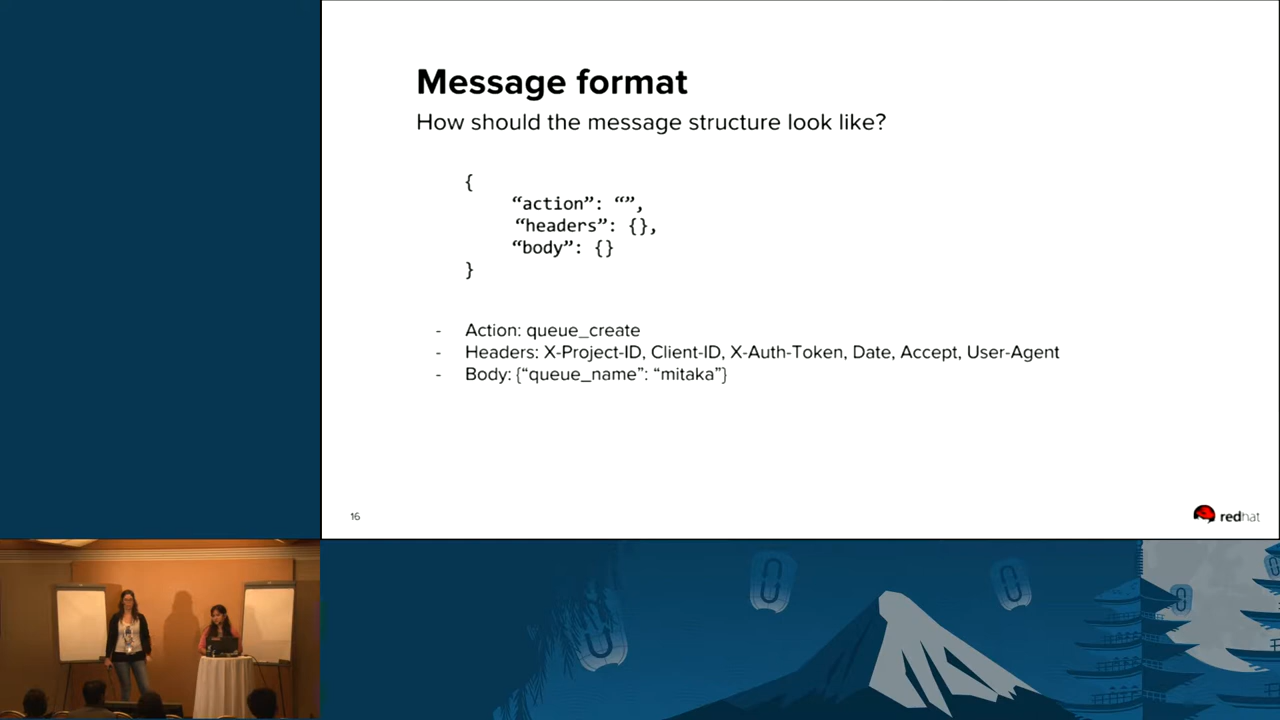 Message format
How should the message structure look like?
{
“action”: “”,
“headers”: {},
“body”: {}
}
- Action: queue_create
- Headers: X-Project-ID, Client-ID, X-Auth-Token, Date, Accept, User-Agent
- Body: {“queue_name”: “mitaka”}
16
redhat